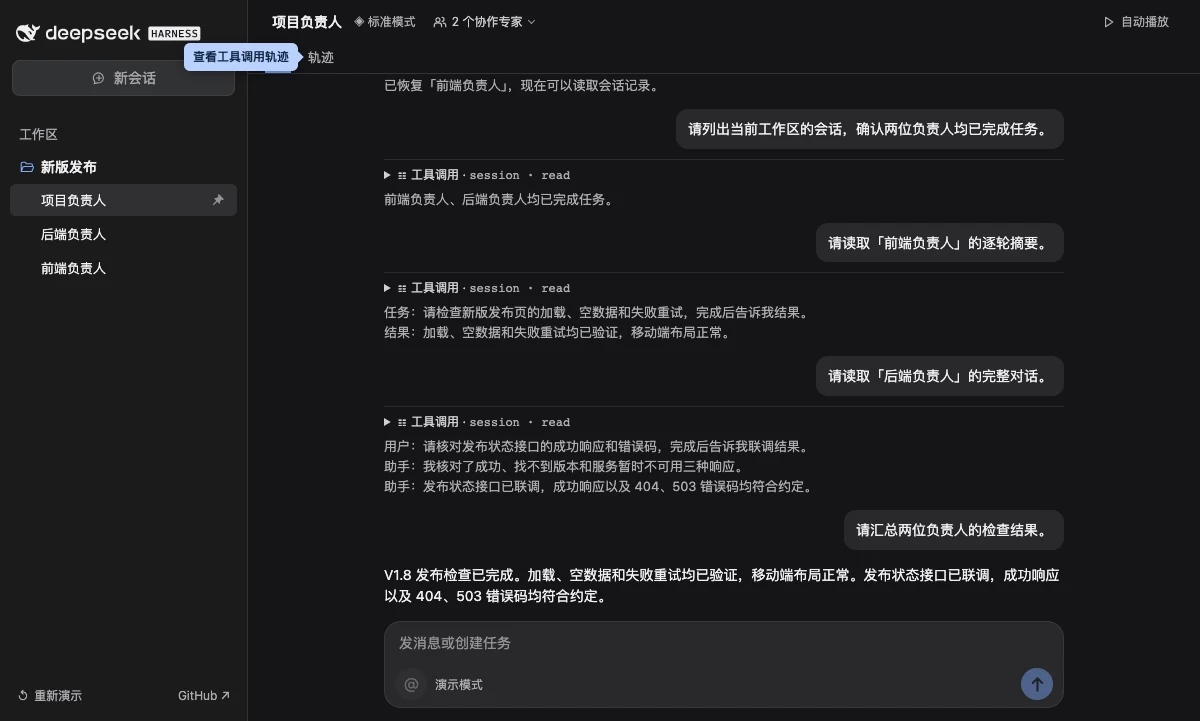 deepseek HARNESS
新会话
工作区
新版发布
项目负责人
后端负责人
前端负责人
重新演示
GitHub
项目负责人 标准模式 2 个协作专家
自动播放
查看工具调用轨迹
轨迹
已恢复「前端负责人」，现在可以读取会话记录。
请列出当前工作区的会话，确认两位负责人均已完成任务。
工具调用 · session · read
前端负责人、后端负责人均已完成任务。
请读取「前端负责人」的逐轮摘要。
工具调用 · session · read
任务：请检查新版发布页的加载、空数据和失败重试，完成后告诉我结果。
结果：加载、空数据和失败重试均已验证，移动端布局正常。
请读取「后端负责人」的完整对话。
工具调用 · session · read
用户：请核对发布状态接口的成功响应和错误码，完成后告诉我联调结果。
助手：我核对了成功、找不到版本和服务暂时不可用三种响应。
助手：发布状态接口已联调，成功响应以及 404、503 错误码均符合约定。
请汇总两位负责人的检查结果。
V1.8 发布检查已完成。加载、空数据和失败重试均已验证，移动端布局正常。发布状态接口已联调，成功响应
以及 404、503 错误码均符合约定。
发消息或创建任务
@ 演示模式